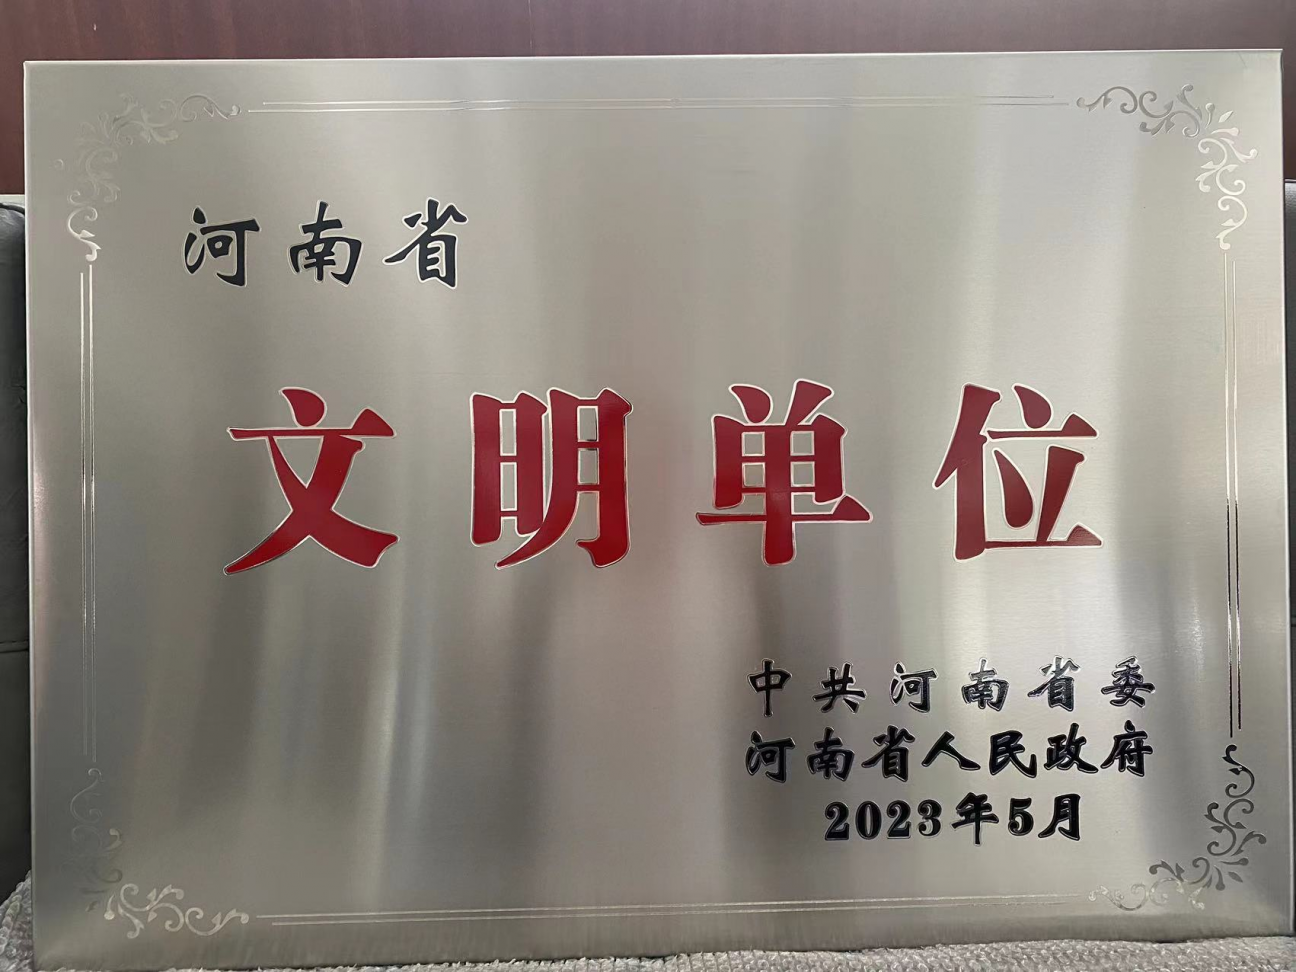 河南省
文明单位
中共河南省委
河南省人民政府
2023年5月